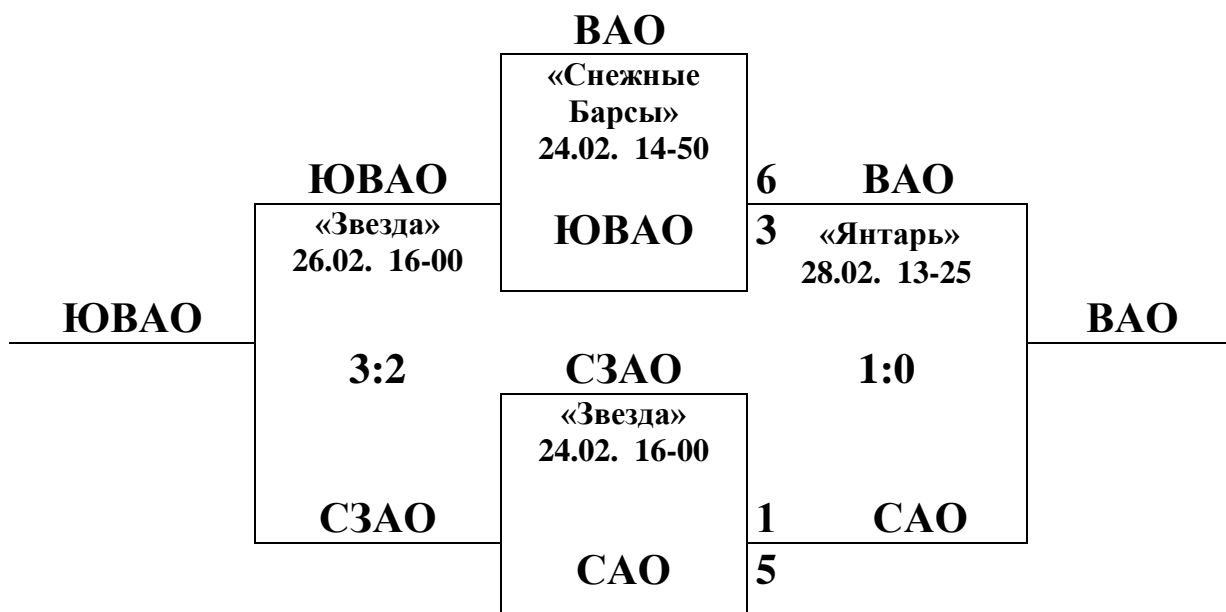 ВАО
«Снежные
Барсы»
24.02. 14-50
ЮВАО 6 ВАО
«Звезда» ЮВАО 3 «Янтарь»
26.02. 16-00 28.02. 13-25
ЮВАО ВАО
3:2 СЗАО 1:0
«Звезда»
24.02. 16-00
СЗАО 1 САО
САО 5